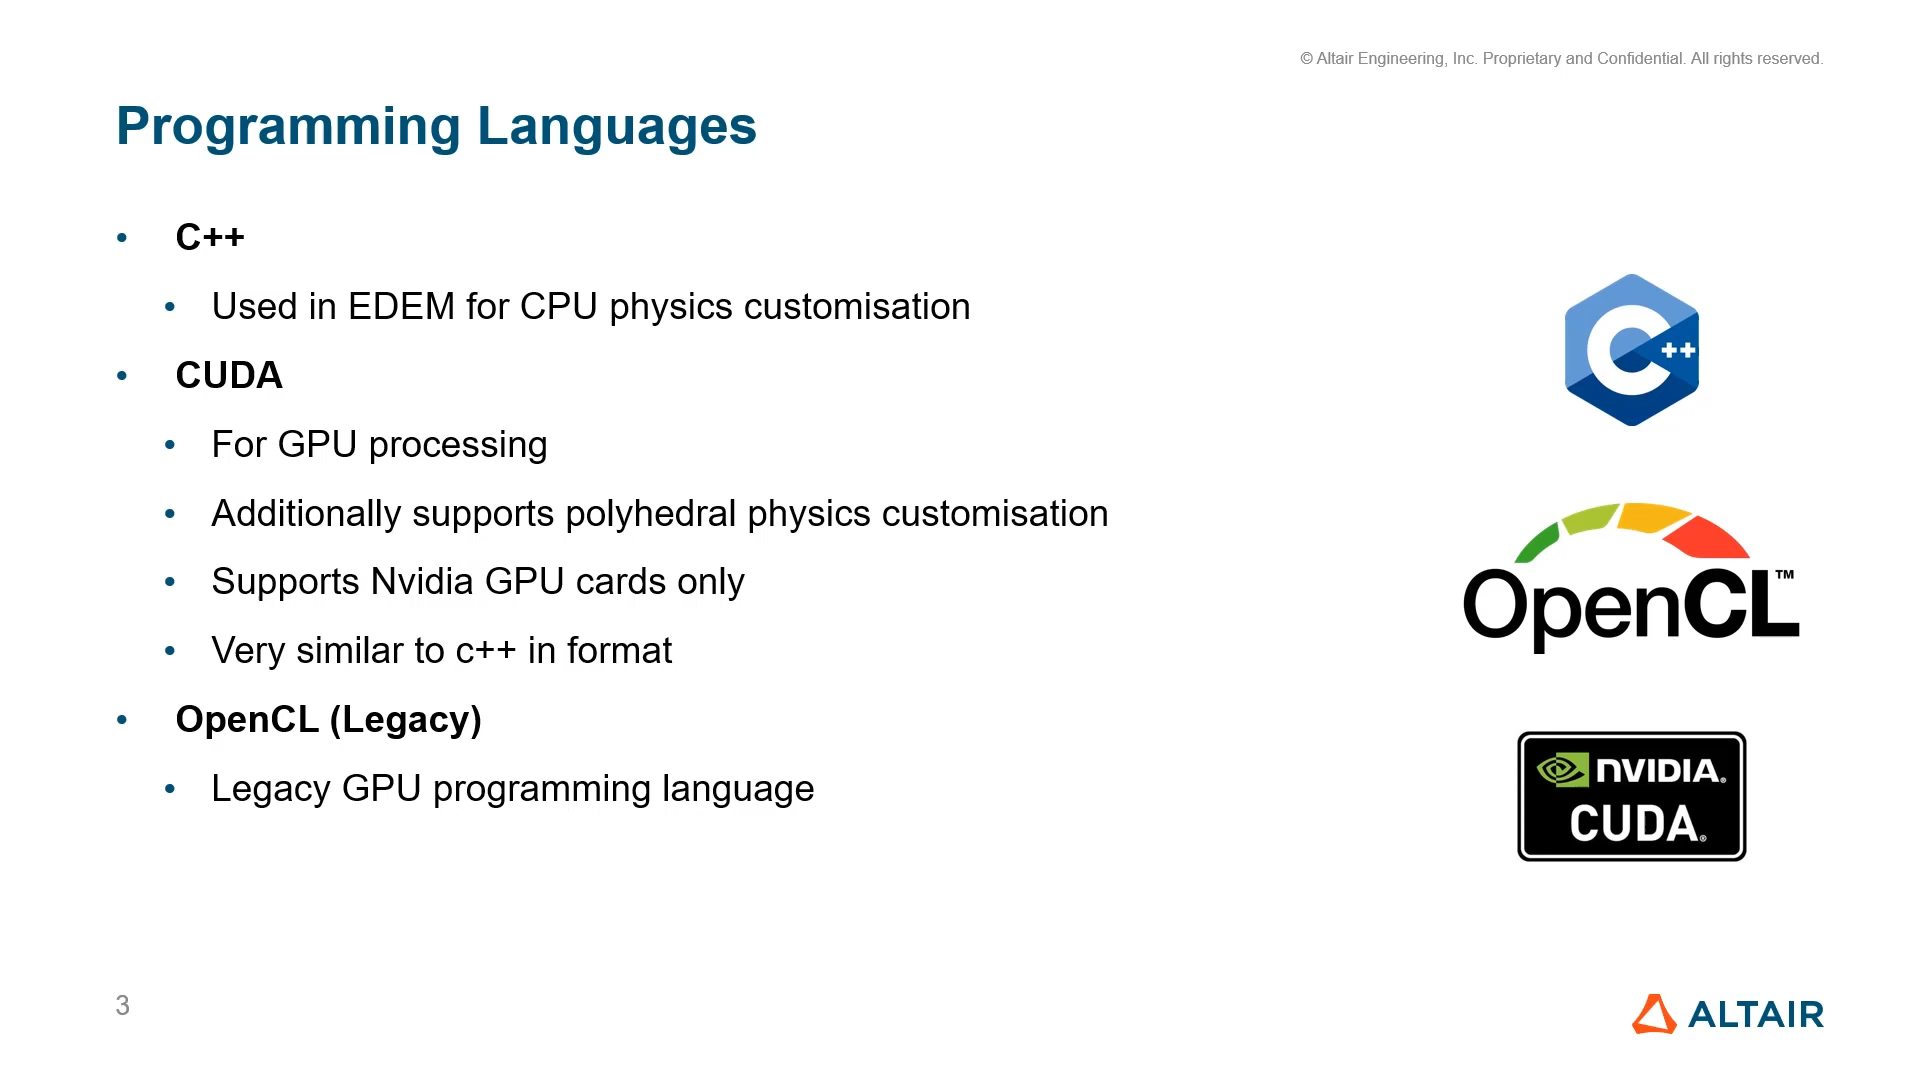 © Altair Engineering, Inc. Proprietary and Confidential. All rights reserved.
Programming Languages
• C++
• Used in EDEM for CPU physics customisation
• CUDA
• For GPU processing
• Additionally supports polyhedral physics customisation
• Supports Nvidia GPU cards only
• Very similar to c++ in format
• OpenCL (Legacy)
• Legacy GPU programming language
C++
OpenCL™
NVIDIA®
CUDA®
3
ALTAIR